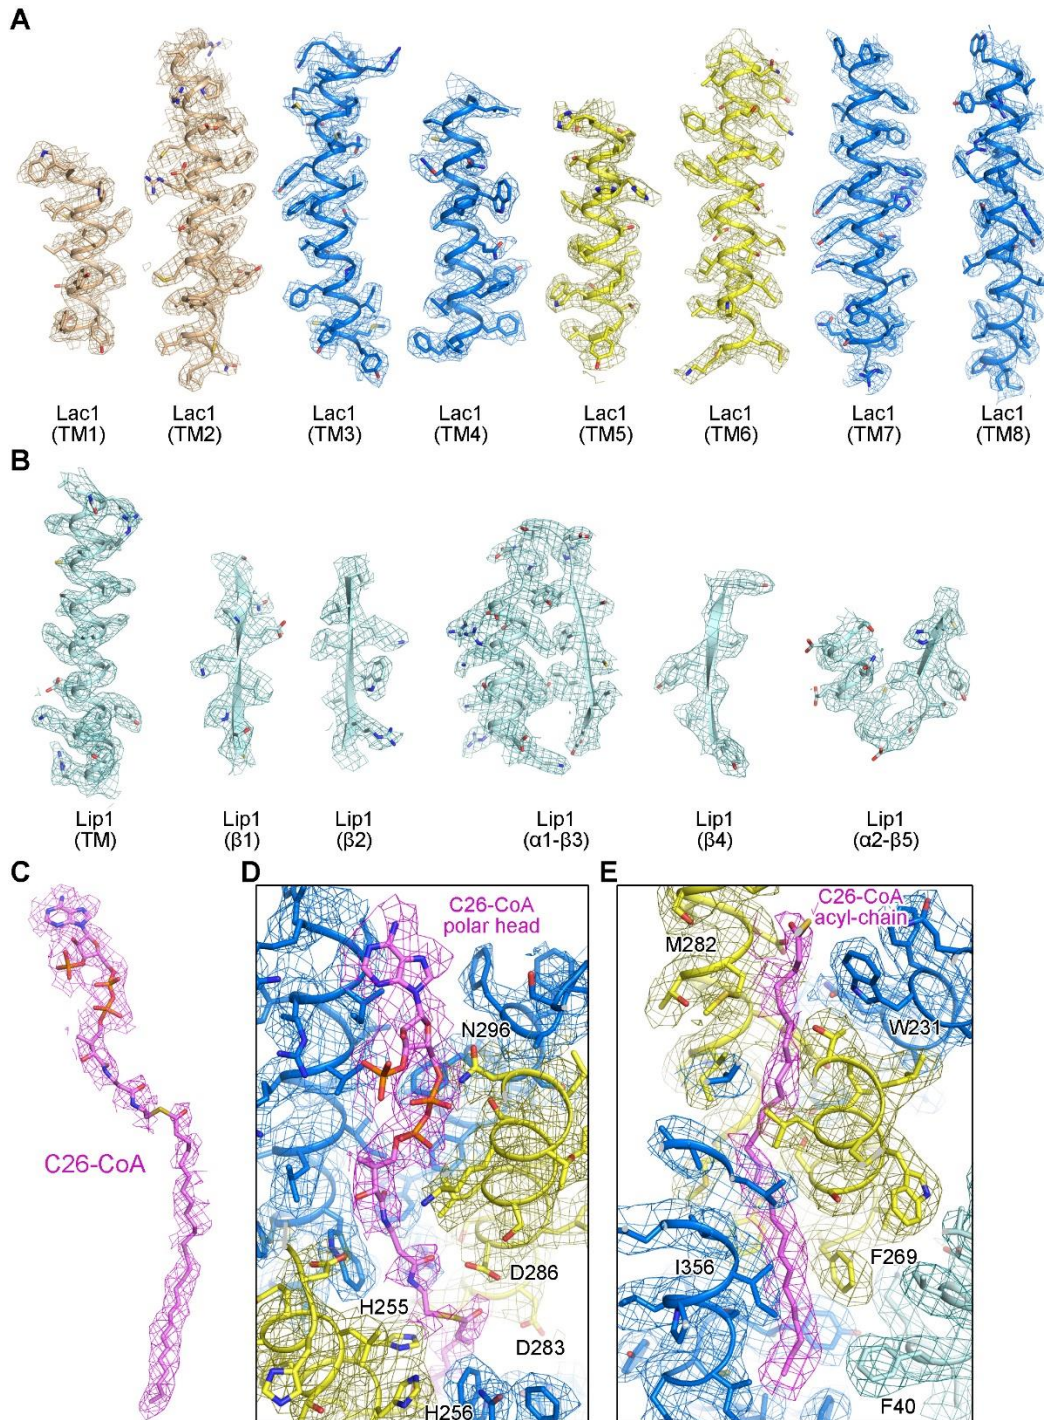 A
Lac1
(TM1)
Lac1
(TM2)
Lac1
(TM3)
Lac1
(TM4)
Lac1
(TM5)
Lac1
(TM6)
Lac1
(TM7)
Lac1
(TM8)
B
Lip1
(TM)
Lip1
(β1)
Lip1
(β2)
Lip1
(α1-β3)
Lip1
(β4)
Lip1
(α2-β5)
C
C26-CoA
D
C26-CoA
polar head
N296
D286
H255
D283
H256
E
C26-CoA
acyl-chain
M282
W231
I356
F269
F40